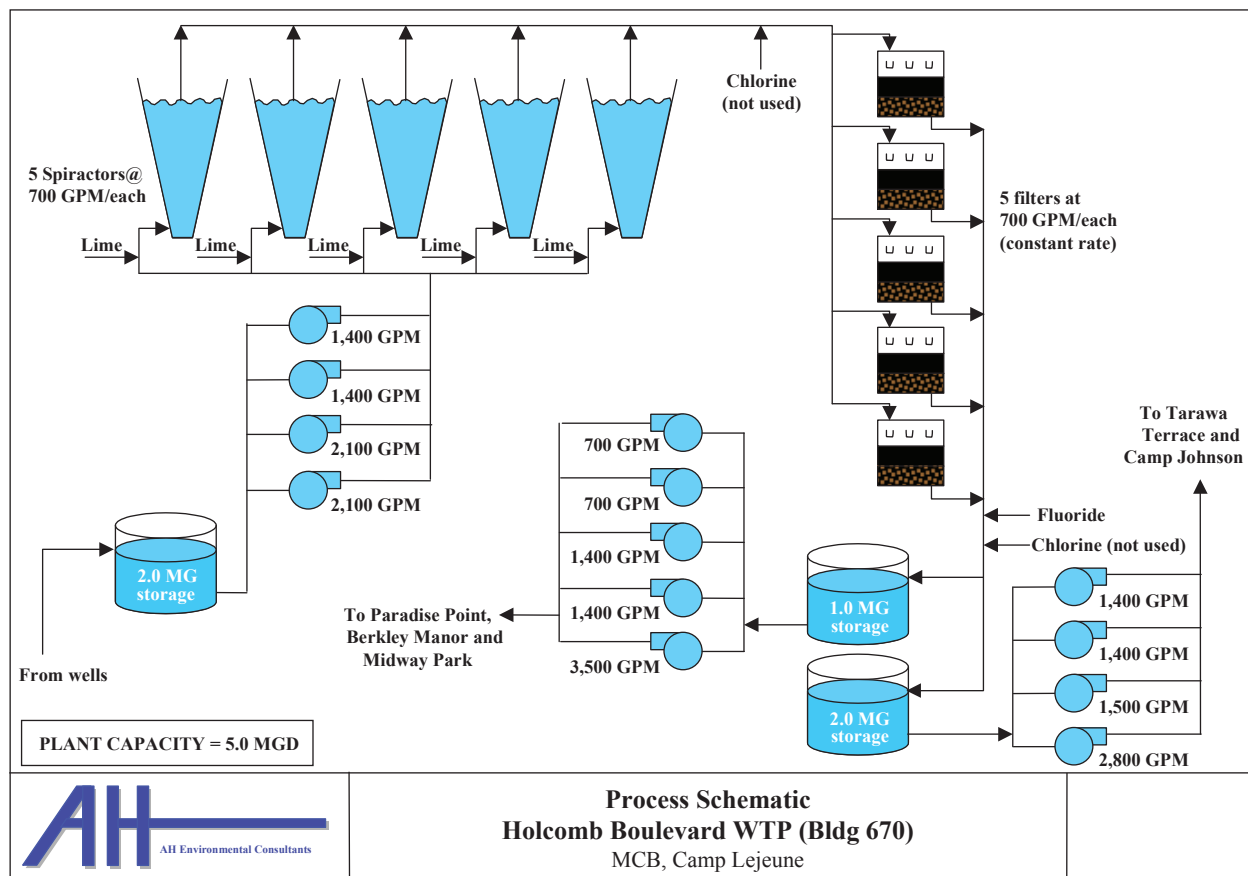 Chlorine
(not used)
5 Spiractors@
700 GPM/each
Lime
Lime
Lime
Lime
Lime
5 filters at
700 GPM/each
(constant rate)
1,400 GPM
1,400 GPM
2,100 GPM
2,100 GPM
2.0 MG
storage
From wells
700 GPM
700 GPM
1,400 GPM
1,400 GPM
3,500 GPM
To Paradise Point,
Berkley Manor and
Midway Park
Fluoride
Chlorine (not used)
1.0 MG
storage
2.0 MG
storage
To Tarawa
Terrace and
Camp Johnson
1,400 GPM
1,400 GPM
1,500 GPM
2,800 GPM
PLANT CAPACITY = 5.0 MGD
AH
AH Environmental Consultants
Process Schematic
Holcomb Boulevard WTP (Bldg 670)
MCB, Camp Lejeune